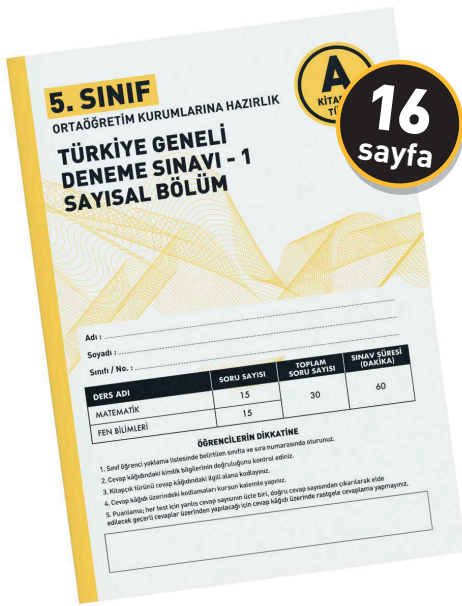 5. SINIF
ORTAÖĞRETİM KURUMLARINA HAZIRLIK
TÜRKİYE GENELİ
DENEME SINAVI - 1
SAYISAL BÖLÜM
A
16
sayfa
Adı :
Soyadı :
Sınıfı / No. :
DERS ADI SORU SAYISI TOPLAM SORU SAYISI SINAV SÜRESİ (DAKİKA)
MATEMATİK 15 30 60
FEN BİLİMLERİ 15
ÖĞRENCİLERİN DİKKATİNE
1. Sınıf öğrenci yoklama listesinde belirtilen sınıfta ve sıra numarasında oturunuz.
2. Cevap kâğıdındaki kimlik bilgilerinin doğruluğunu kontrol ediniz.
3. Kitapçık türünü cevap kâğıdındaki ilgili alana kodlayınız.
4. Cevap kâğıdı üzerindeki kodlamaları kurşun kalemle yapınız.
5. Puanlama; her test için yanlış cevap sayısının üçte biri, doğru cevap sayısından çıkarılarak elde
edilecek geçerli cevaplar üzerinden yapılacağı için cevap kâğıdı üzerinde rastgele cevaplama yapmayınız.